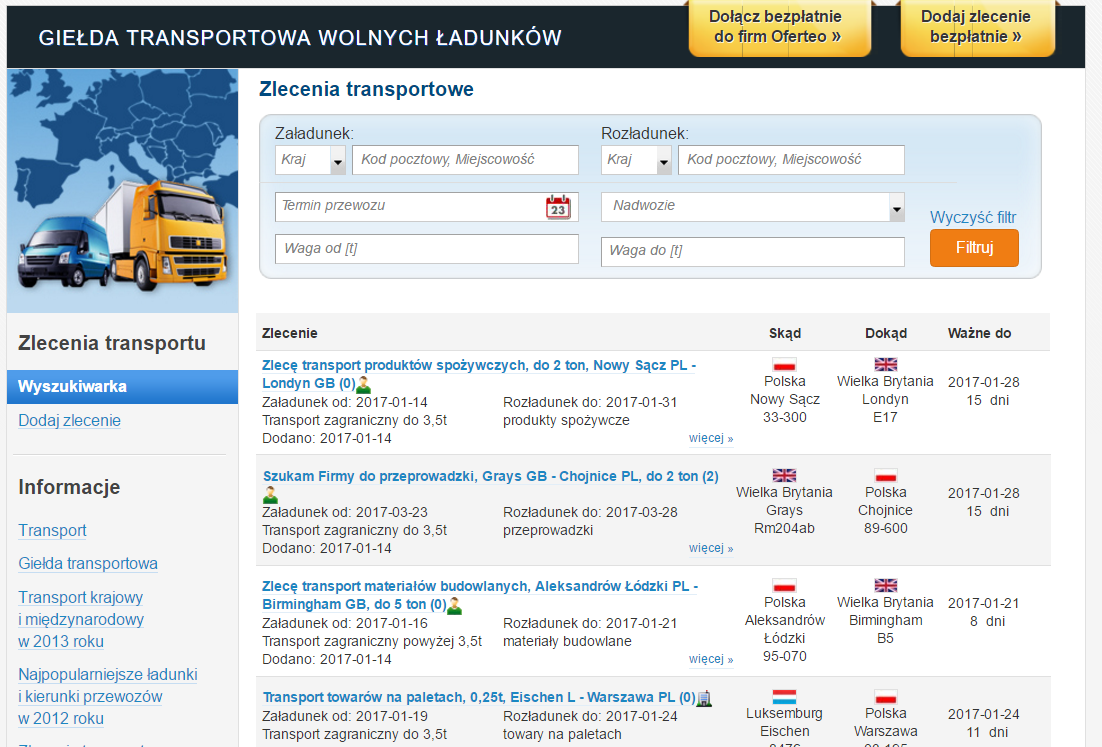 GIEŁDA TRANSPORTOWA WOLNYCH ŁADUNKÓW
Dołącz bezpłatnie
do firm Oferteo »
Dodaj zlecenie
bezpłatnie »
Zlecenia transportu
Wyszukiwarka
Dodaj zlecenie
Informacje
Transport
Giełda transportowa
Transport krajowy
i międzynarodowy
w 2013 roku
Najpopularniejsze ładunki
i kierunki przewozów
w 2012 roku
Zlecenia transportowe
Załadunek:
Kraj
Kod pocztowy, Miejscowość
Rozładunek:
Kraj
Kod pocztowy, Miejscowość
Termin przewozu
23
Nadwozie
Waga od [t]
Waga do [t]
Wyczyść filtr
Filtruj
Zlecenie Skąd Dokąd Ważne do
Zlecę transport produktów spożywczych, do 2 ton, Nowy Sącz PL -
Londyn GB (0)
Załadunek od: 2017-01-14 Rozładunek do: 2017-01-31
Transport zagraniczny do 3,5t produkty spożywcze
Dodano: 2017-01-14
więcej »
Polska
Nowy Sącz
33-300
Wielka Brytania
Londyn
E17
2017-01-28
15 dni
Szukam Firmy do przeprowadzki, Grays GB - Chojnice PL, do 2 ton (2)
Załadunek od: 2017-03-23 Rozładunek do: 2017-03-28
Transport zagraniczny do 3,5t przeprowadzki
Dodano: 2017-01-14
więcej »
Wielka Brytania
Grays
Rm204ab
Polska
Chojnice
89-600
2017-01-28
15 dni
Zlecę transport materiałów budowlanych, Aleksandrów Łódzki PL -
Birmingham GB, do 5 ton (0)
Załadunek od: 2017-01-16 Rozładunek do: 2017-01-21
Transport zagraniczny powyżej 3,5t materiały budowlane
Dodano: 2017-01-14
więcej »
Polska
Aleksandrów
Łódzki
95-070
Wielka Brytania
Birmingham
B5
2017-01-21
8 dni
Transport towarów na paletach, 0,25t, Eischen L - Warszawa PL (0)
Załadunek od: 2017-01-19 Rozładunek do: 2017-01-24
Transport zagraniczny do 3,5t towary na paletach
Luksemburg
Eischen
Polska
Warszawa
2017-01-24
11 dni